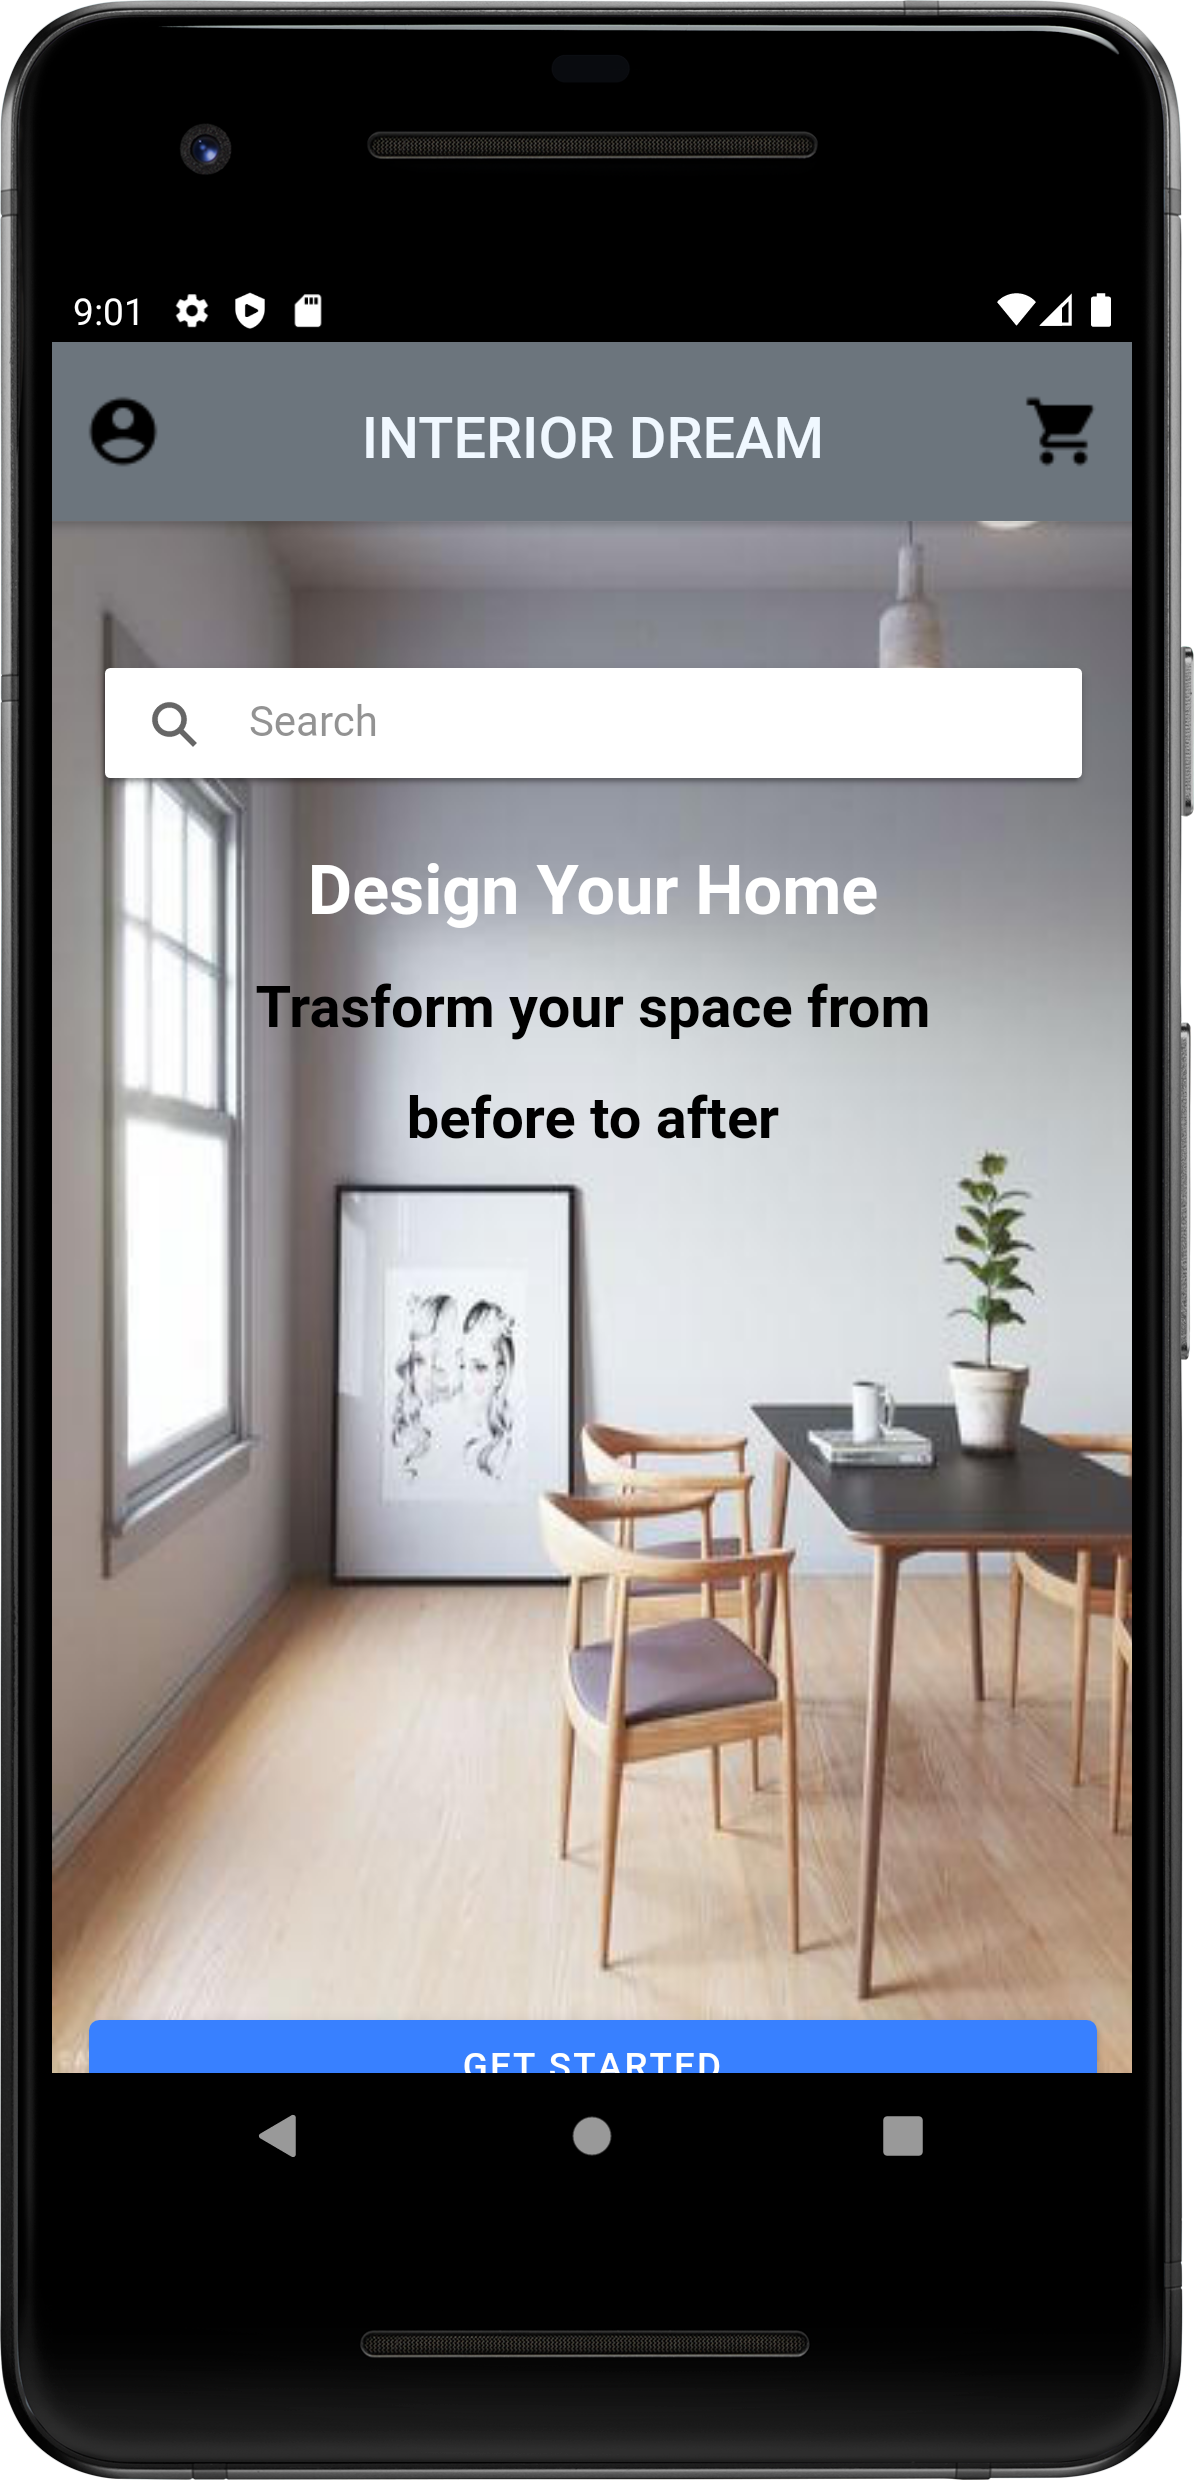 9:01
INTERIOR DREAM
Search
Design Your Home
Trasform your space from
before to after
GET STARTED